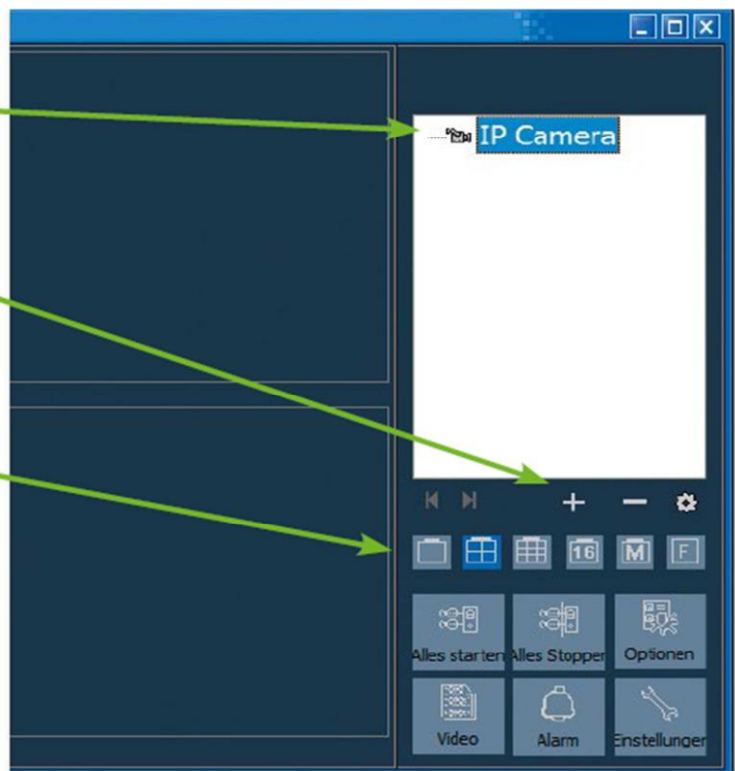 IP Camera
16 M F
Alles starten Alles Stopper Optionen
Video Alarm Einstellunger